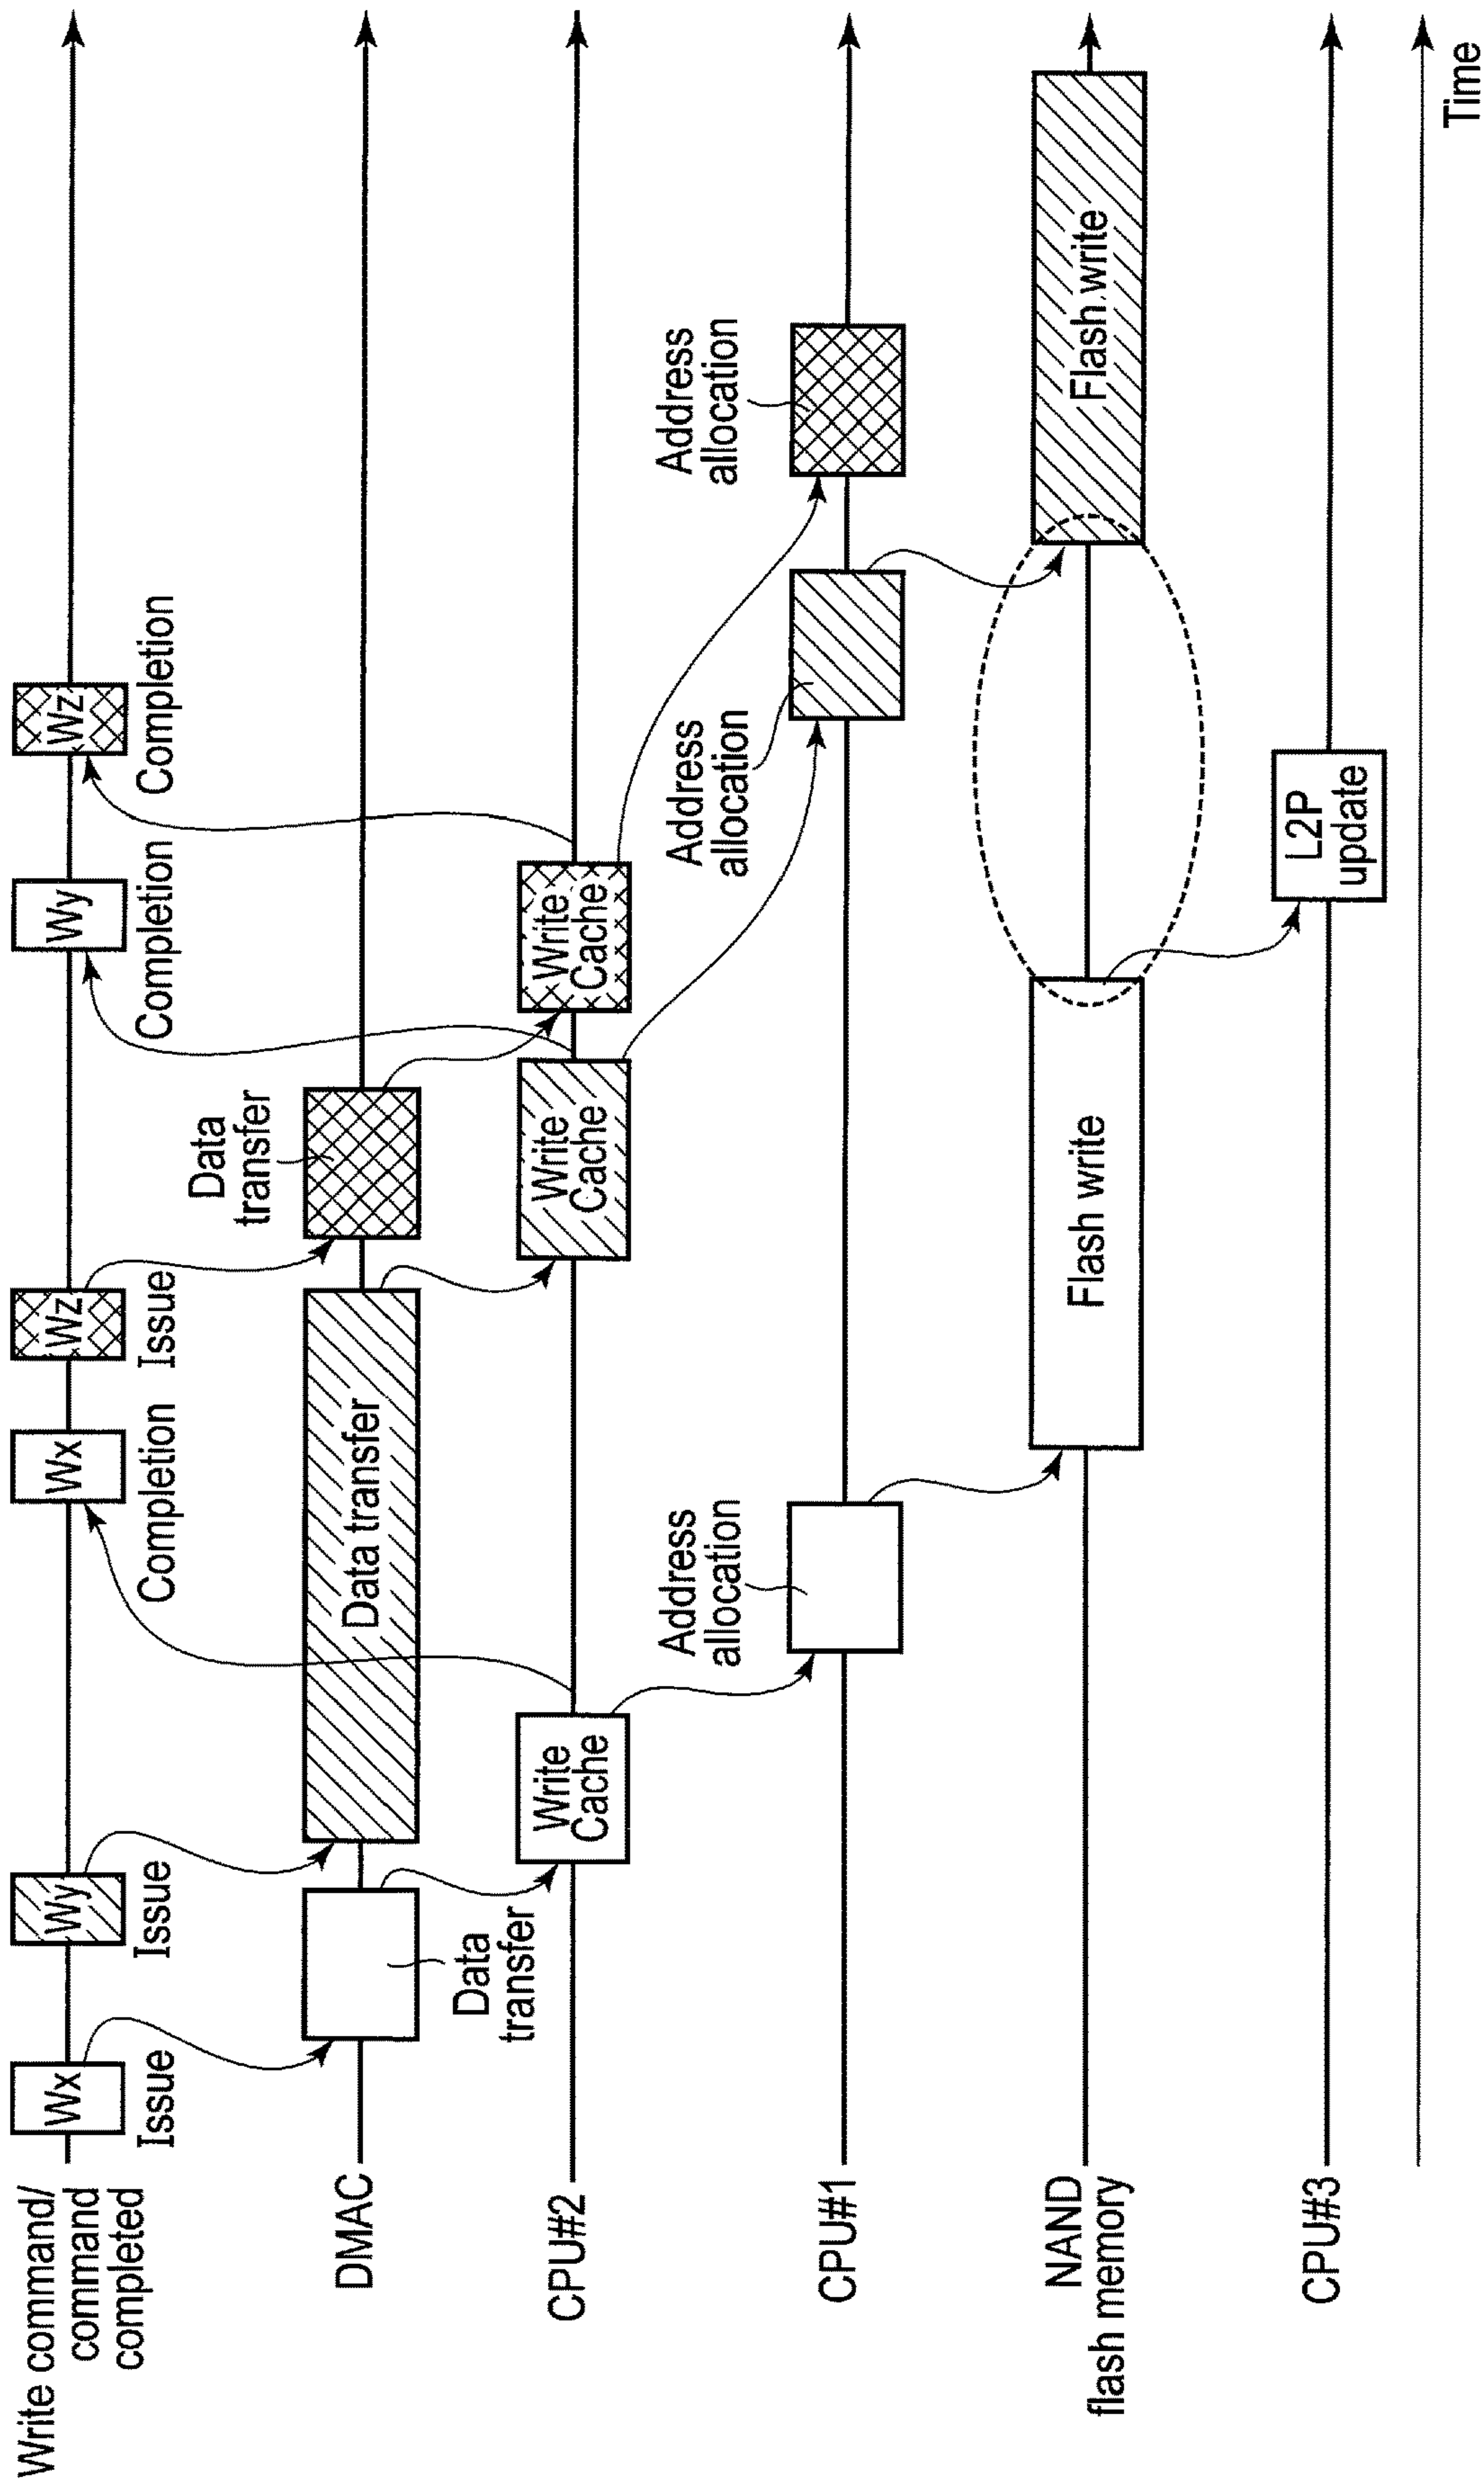 Write command/
command
completed
Wx
Issue
Wy
Issue
Wx
Completion
Wz
Issue
Wy
Completion
Wz
Completion
DMAC
Data
transfer
Data transfer
Data
transfer
CPU#2
Write
Cache
Write
Cache
Write
Cache
CPU#1
Address
allocation
Address
allocation
Address
allocation
NAND
flash memory
Flash write
Flash write
CPU#3
L2P
update
Time